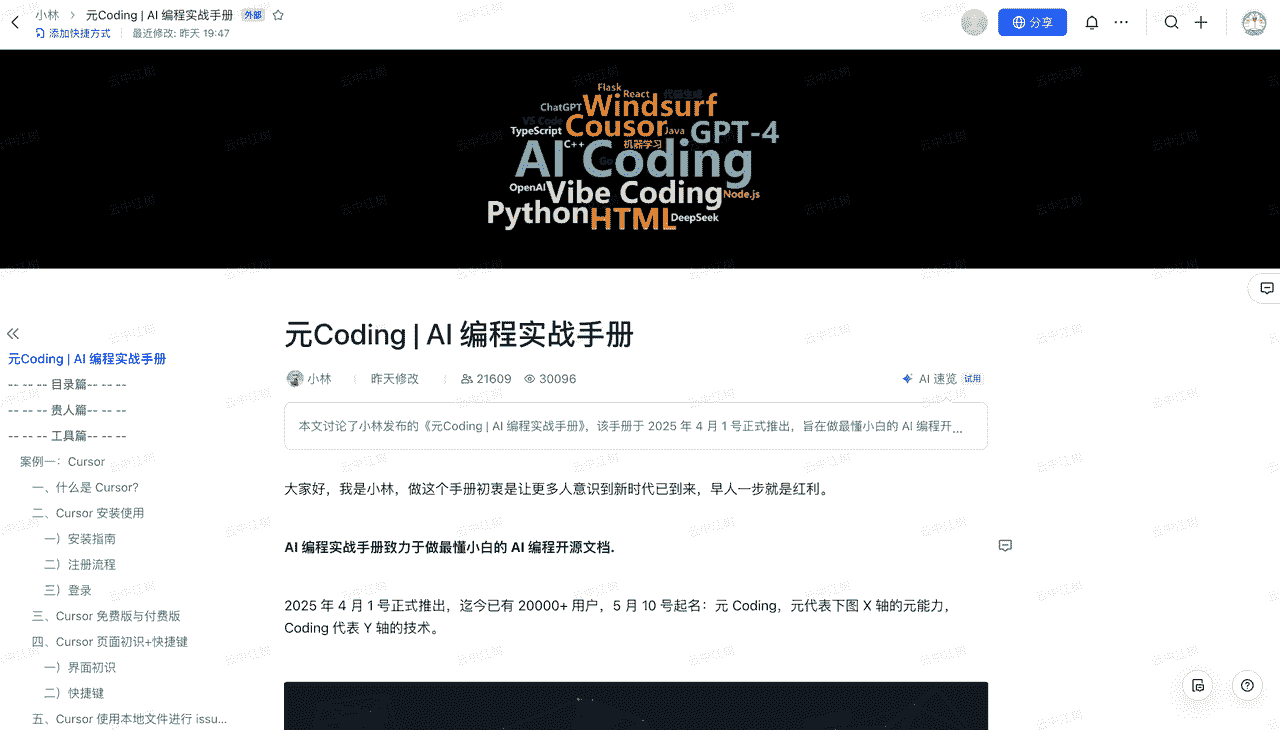 小林 > 元Coding | AI 编程实战手册 外部
添加快捷方式 最近修改: 昨天 19:47
分享
Flask
React
代码生成
ChatGPT
Windsurf
VS Code
TypeScript
Cousor
Java
GPT-4
C++
机器学习
AI Coding
Go
OpenAI
Vibe Coding
Node.js
Python
HTML
DeepSeek
元Coding | AI 编程实战手册
-- -- -- 目录篇-- -- --
-- -- -- 贵人篇-- -- --
-- -- -- 工具篇-- -- --
案例一：Cursor
一、什么是 Cursor?
二、Cursor 安装使用
一）安装指南
二）注册流程
三）登录
三、Cursor 免费版与付费版
四、Cursor 页面初识+快捷键
一）界面初识
二）快捷键
五、Cursor 使用本地文件进行 issu...
元Coding | AI 编程实战手册
小林 昨天修改 21609 30096
AI 速览 试用
本文讨论了小林发布的《元Coding | AI 编程实战手册》，该手册于 2025 年 4 月 1 号正式推出，旨在做最懂小白的 AI 编程开...
大家好，我是小林，做这个手册初衷是让更多人意识到新时代已到来，早人一步就是红利。
AI 编程实战手册致力于做最懂小白的 AI 编程开源文档.
2025 年 4 月 1 号正式推出，迄今已有 20000+ 用户，5 月 10 号起名：元 Coding，元代表下图 X 轴的元能力，
Coding 代表 Y 轴的技术。
云中江树